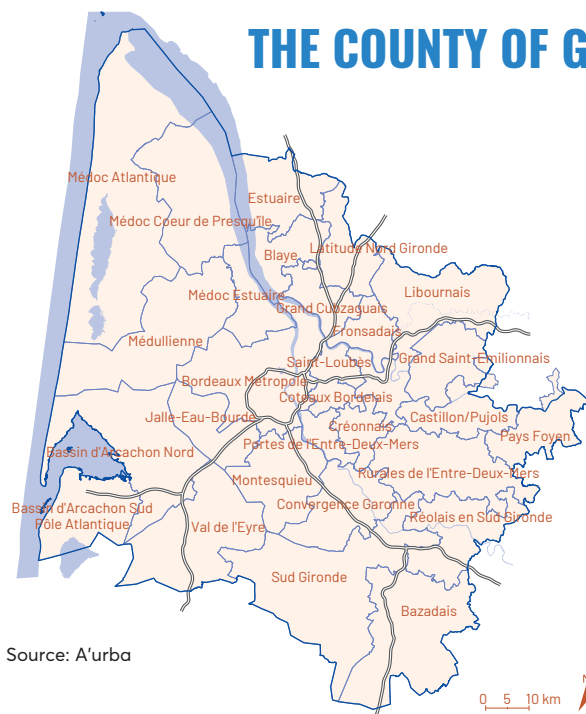 THE COUNTY OF G
Médoc Atlantique
Estuaire
Médoc Coeur de Presqu'île
Latitude Nord Gironde
Blaye
Médoc Estuaire
Libournais
Grand Cubzaguais
Fronsadais
Médullienne
Saint-Loubès
Grand Saint-Emilionnais
Bordeaux Métropole
Coteaux Bordelais
Jalle-Eau-Bourde
Castillon/Pujols
Créonnais
Pays Foyen
Portes de l'Entre-Deux-Mers
Bassin d'Arcachon Nord
Rurales de l'Entre-Deux-Mers
Montesquieu
Convergence Garonne
Bassin d'Arcachon Sud
Pôle Atlantique
Réolais en Sud Gironde
Val de l'Eyre
Sud Gironde
Bazadais
Source: A'urba
0 5 10 km
N